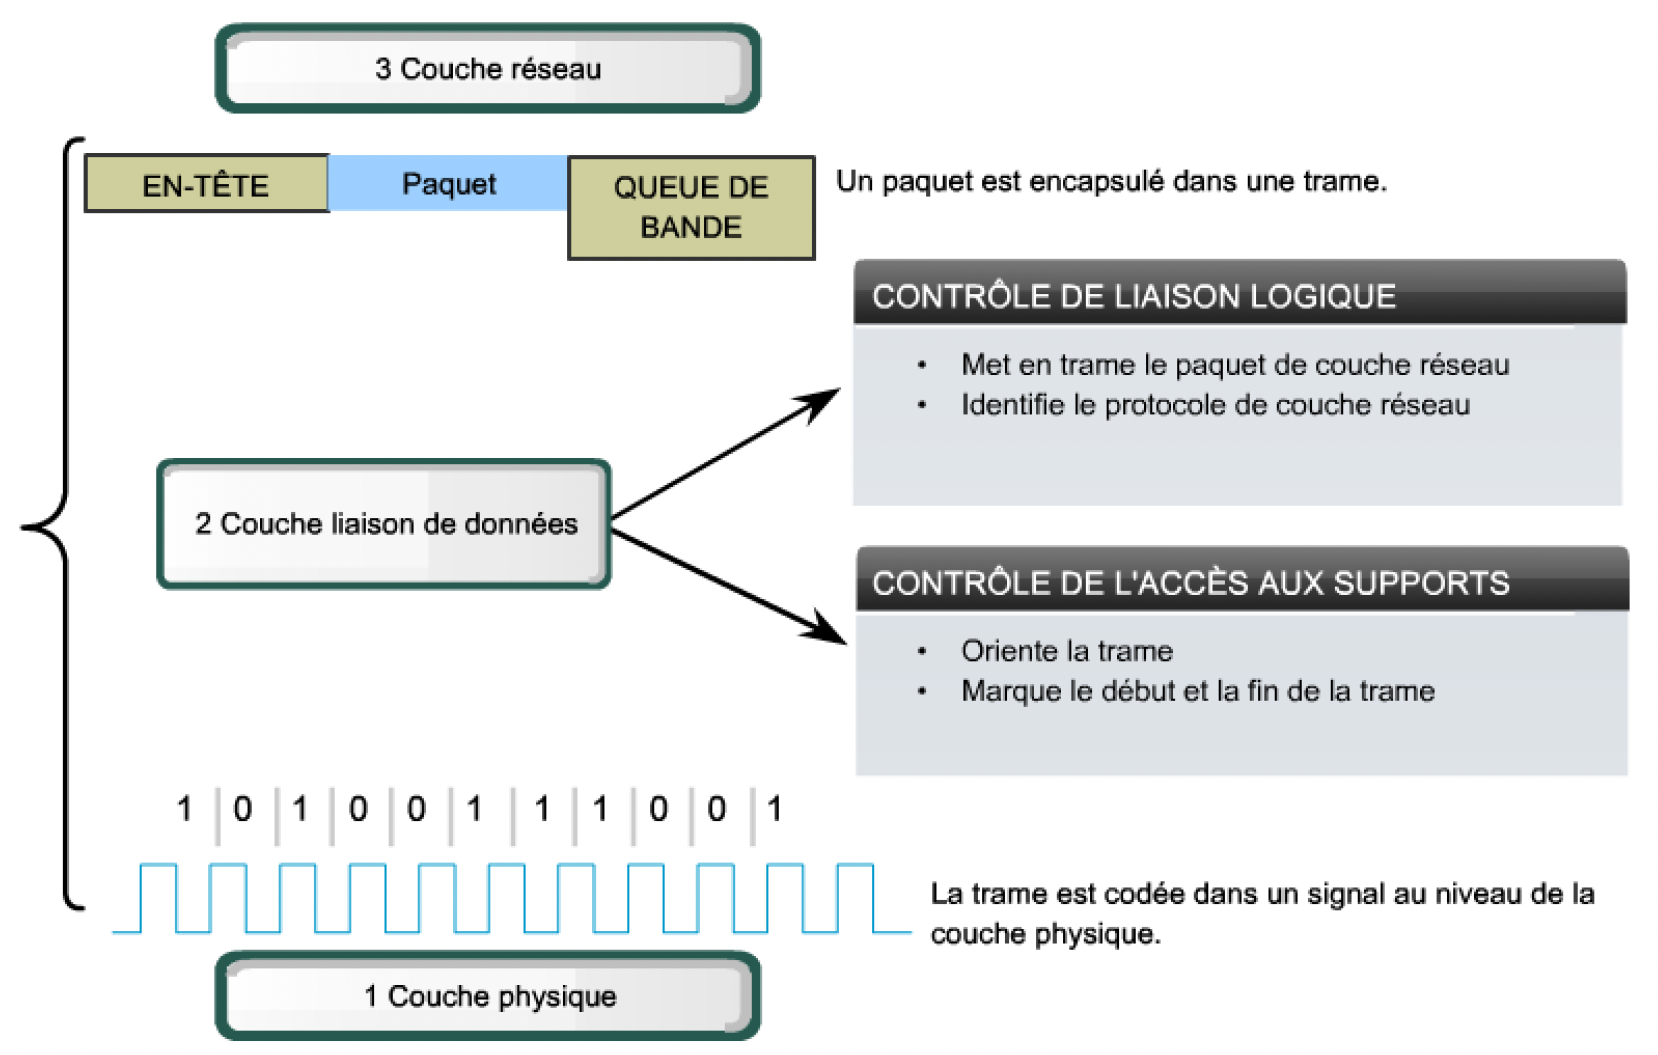 3 Couche réseau
EN-TÊTE
Paquet
QUEUE DE
BANDE
Un paquet est encapsulé dans une trame.
CONTRÔLE DE LIAISON LOGIQUE
• Met en trame le paquet de couche réseau
• Identifie le protocole de couche réseau
2 Couche liaison de données
CONTRÔLE DE L'ACCÈS AUX SUPPORTS
• Oriente la trame
• Marque le début et la fin de la trame
1 0 1 0 0 1 1 1 0 0 1
La trame est codée dans un signal au niveau de la
couche physique.
1 Couche physique